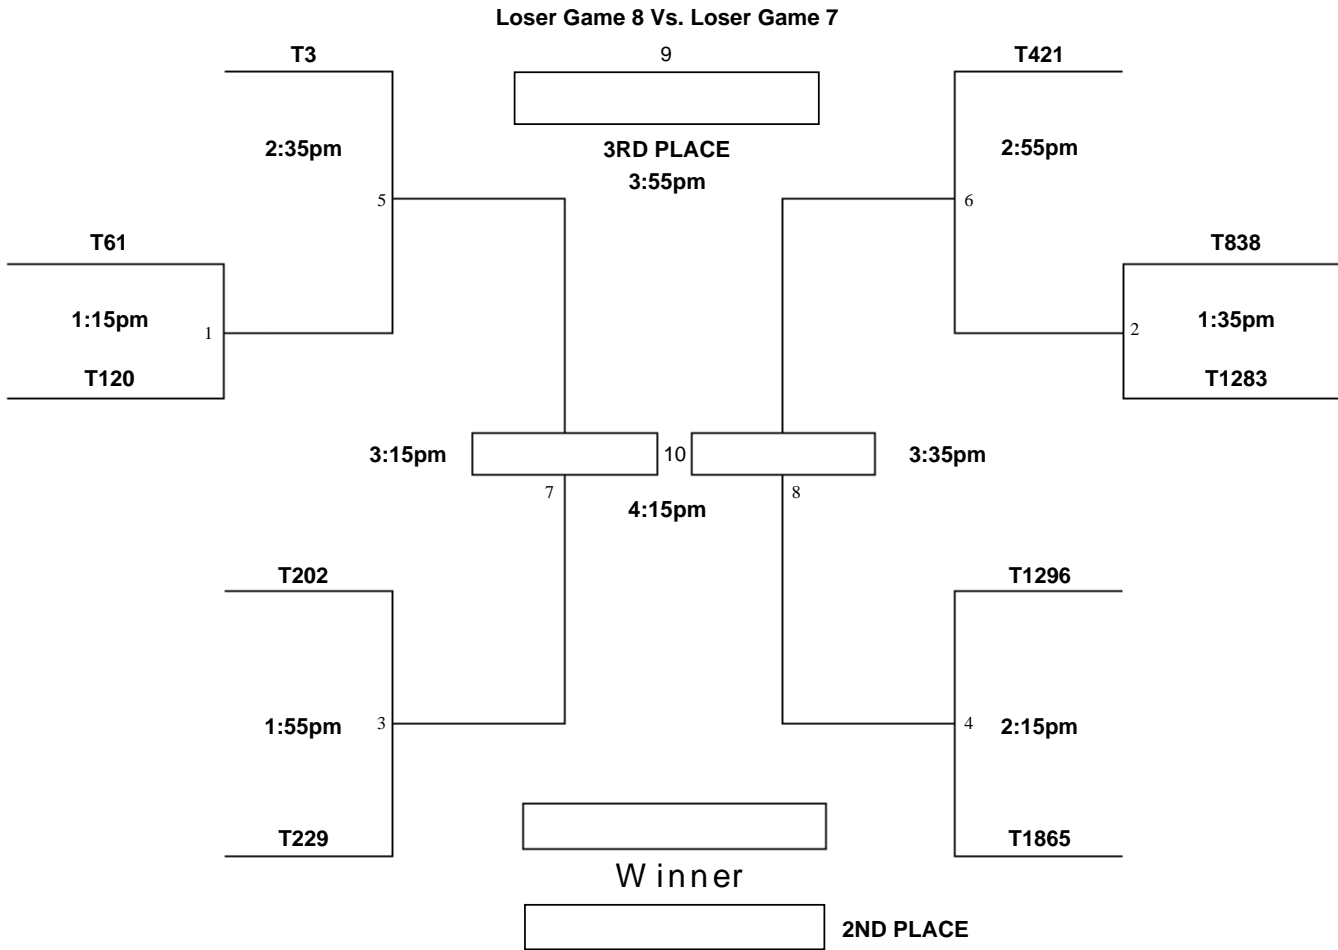 Loser Game 8 Vs. Loser Game 7
T3
9
T421
2:35pm
3RD PLACE
2:55pm
3:55pm
5
6
T61
T838
1:15pm
1
2
1:35pm
T120
T1283
3:15pm
10
3:35pm
7
8
4:15pm
T202
T1296
1:55pm
3
4
2:15pm
T229
T1865
Winner
2ND PLACE